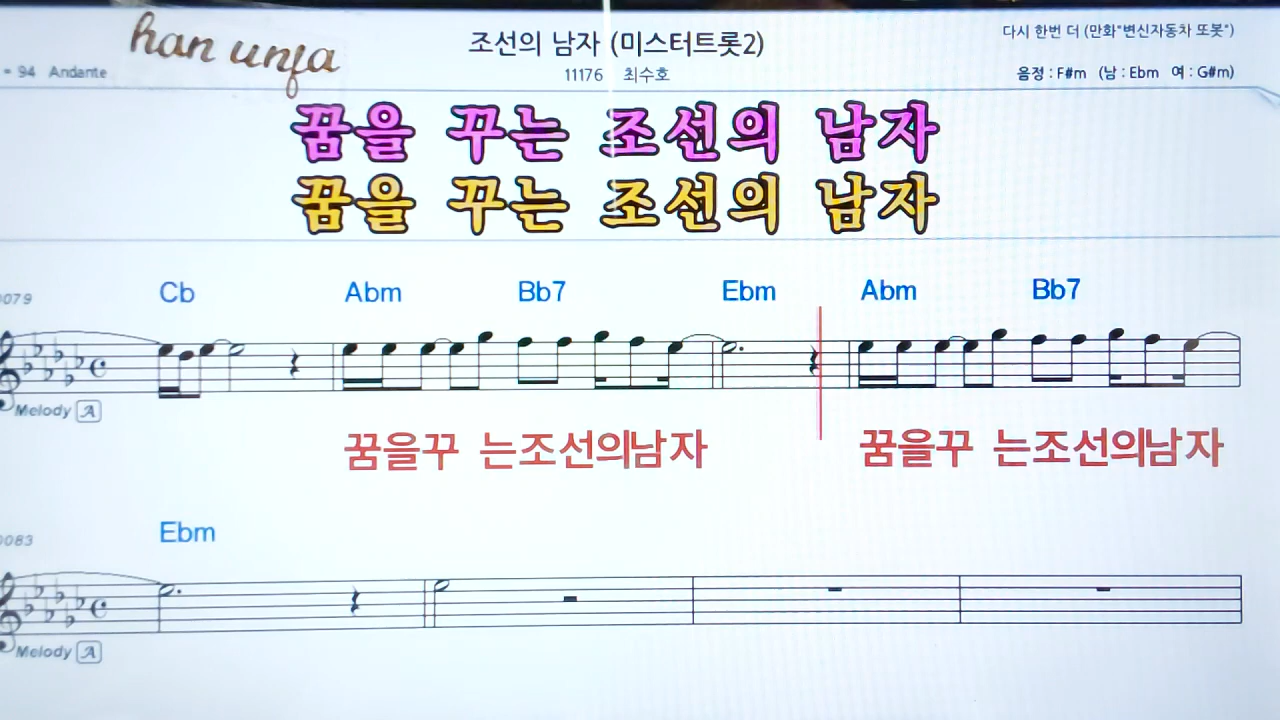 han unja
조선의 남자 (미스터트롯2)
다시 한번 더 (만화"변신자동차 또봇")
= 94 Andante
11176 최수호
음정 : F#m (남 : Ebm 여 : G#m)
꿈을 꾸는 조선의 남자
꿈을 꾸는 조선의 남자
Cb Abm Bb7 Ebm Abm Bb7
0079
Melody A
꿈을꾸 는조선의남자 꿈을꾸 는조선의남자
Ebm
0083
Melody A